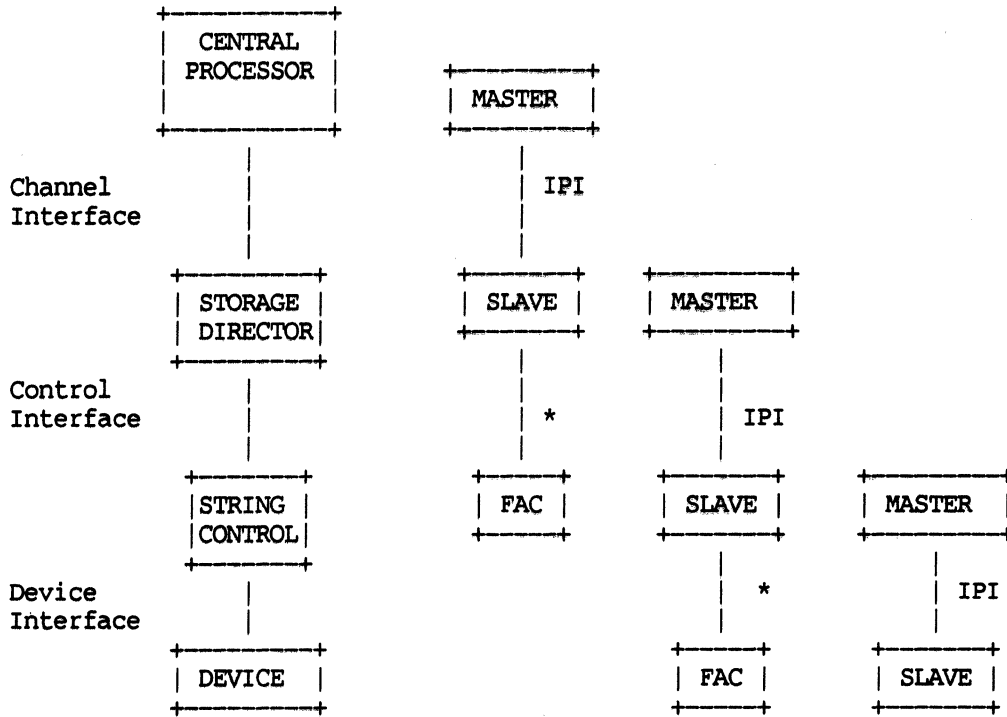 CENTRAL
PROCESSOR
MASTER
Channel
Interface
IPI
STORAGE
DIRECTOR
SLAVE
MASTER
Control
Interface
*
IPI
STRING
CONTROL
FAC
SLAVE
MASTER
Device
Interface
*
IPI
DEVICE
FAC
SLAVE